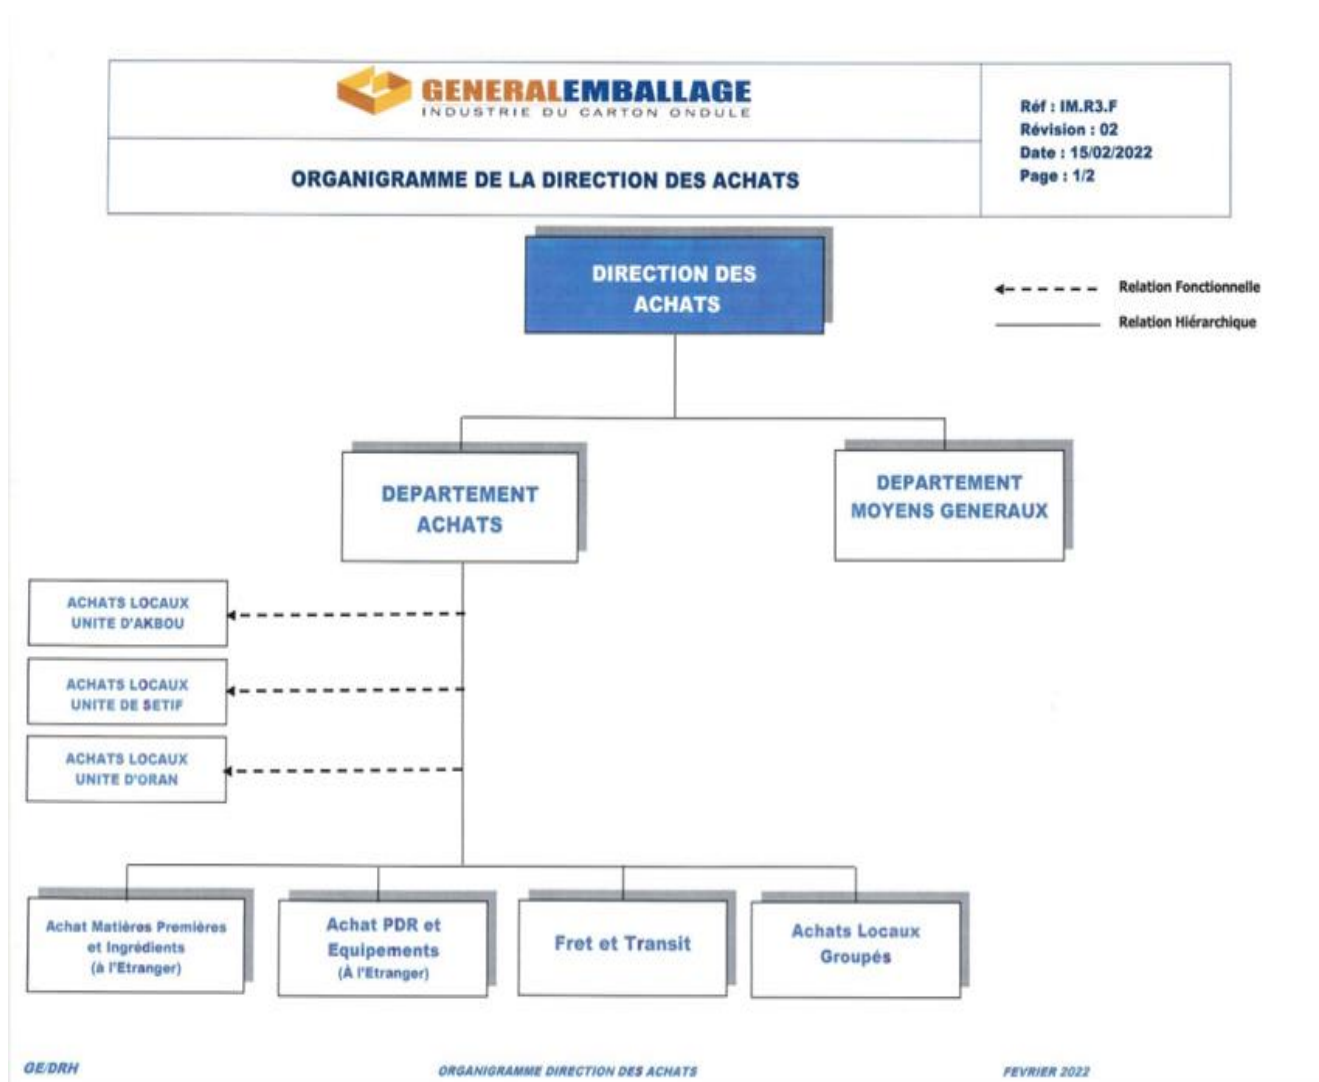 GENERALEMBALLAGE
INDUSTRIE DU CARTON ONDULE
Réf : IM.R3.F
Révision : 02
Date : 15/02/2022
Page : 1/2
ORGANIGRAMME DE LA DIRECTION DES ACHATS
DIRECTION DES
ACHATS
Relation Fonctionnelle
Relation Hiérarchique
DEPARTEMENT
ACHATS
DEPARTEMENT
MOYENS GENERAUX
ACHATS LOCAUX
UNITE D'AKBOU
ACHATS LOCAUX
UNITE DE SETIF
ACHATS LOCAUX
UNITE D'ORAN
Achat Matières Premières
et Ingrédients
(à l'Etranger)
Achat PDR et
Equipements
(À l'Etranger)
Fret et Transit
Achats Locaux
Groupés
GE/DRH
ORGANIGRAMME DIRECTION DES ACHATS
FEVRIER 2022